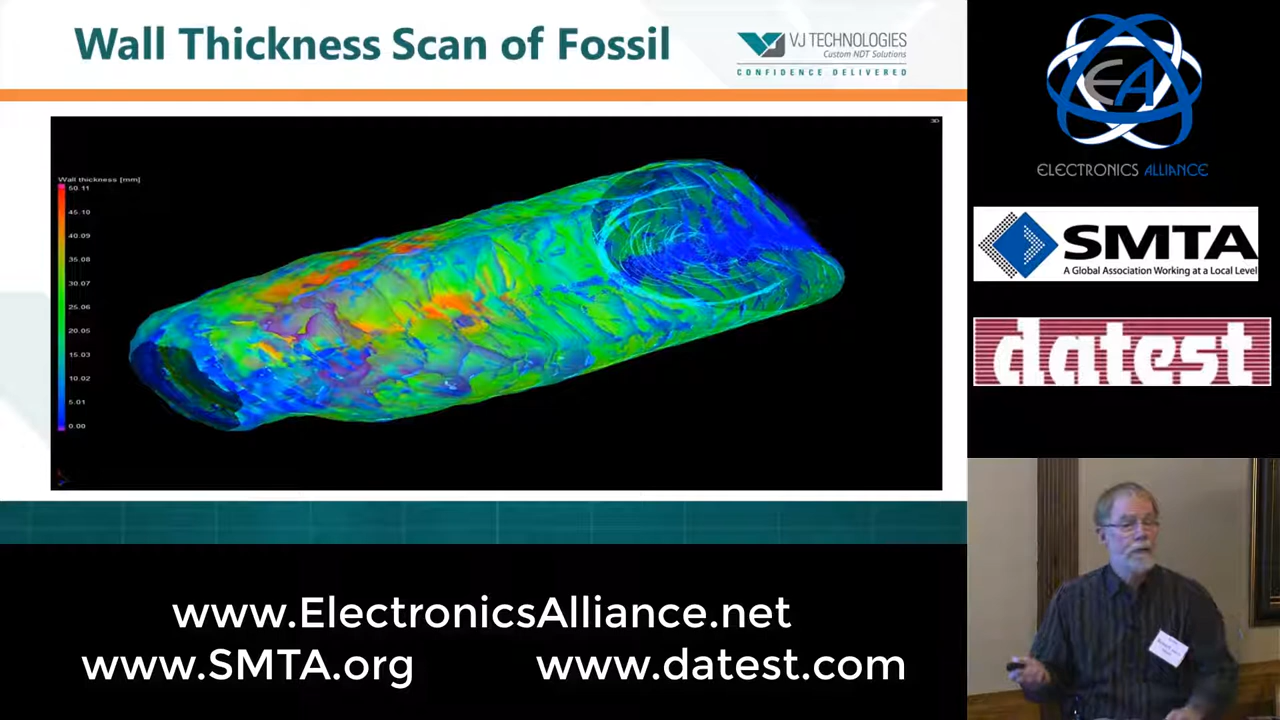 Wall Thickness Scan of Fossil
VJ TECHNOLOGIES
Custom NDT Solutions
CONFIDENCE DELIVERED
3D
Wall thickness [mm]
50.11
45.10
40.09
35.08
30.07
25.06
20.05
15.03
10.02
5.01
0.00
EA
ELECTRONICS ALLIANCE
SMTA
A Global Association Working at a Local Level
datest
www.ElectronicsAlliance.net
www.SMTA.org
www.datest.com